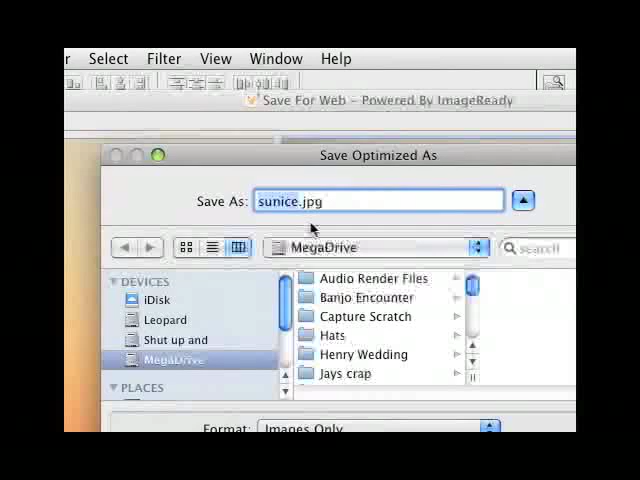 r Select Filter View Window Help
Save For Web - Powered By ImageReady
Save Optimized As
Save As: sunice.jpg
MegaDrive
search
DEVICES
iDisk
Leopard
Shut up and
MegaDrive
PLACES
Audio Render Files
Banjo Encounter
Capture Scratch
Hats
Henry Wedding
Jays crap
Format: Images Only